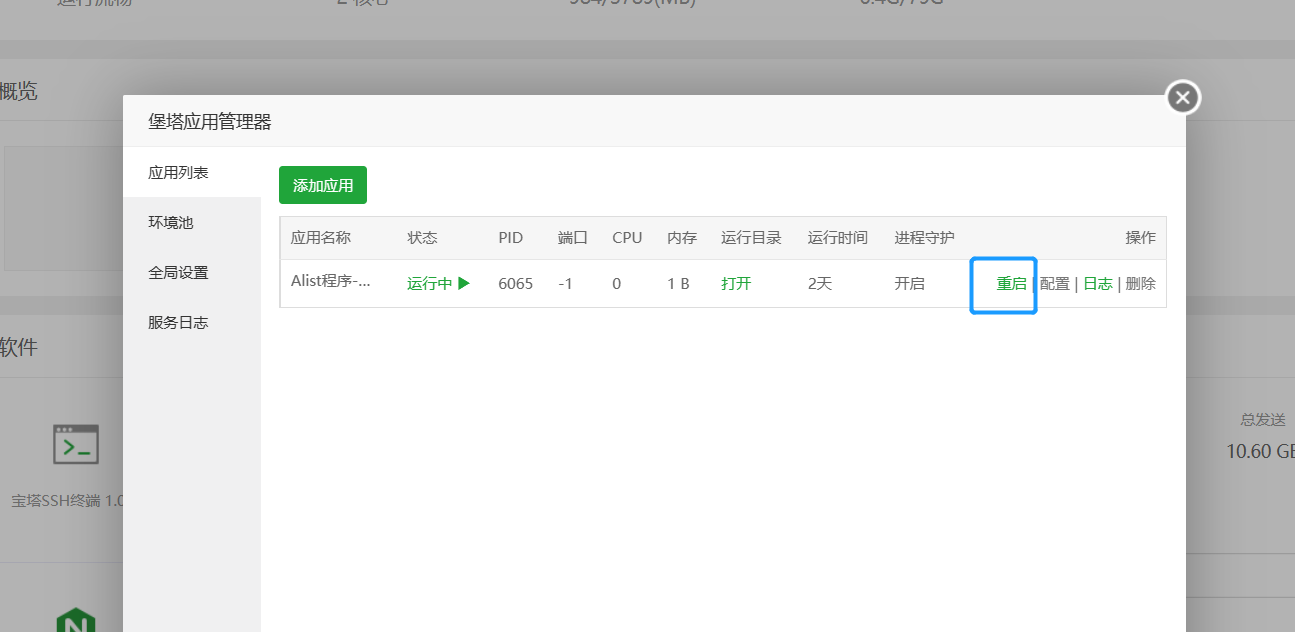 概览
堡塔应用管理器
应用列表
环境池
全局设置
服务日志
添加应用
应用名称 状态 PID 端口 CPU 内存 运行目录 运行时间 进程守护 操作
Alist程序-... 运行中 6065 -1 0 1 B 打开 2天 开启 重启 | 配置 | 日志 | 删除
软件
宝塔SSH终端 1.0
总发送
10.60 GB